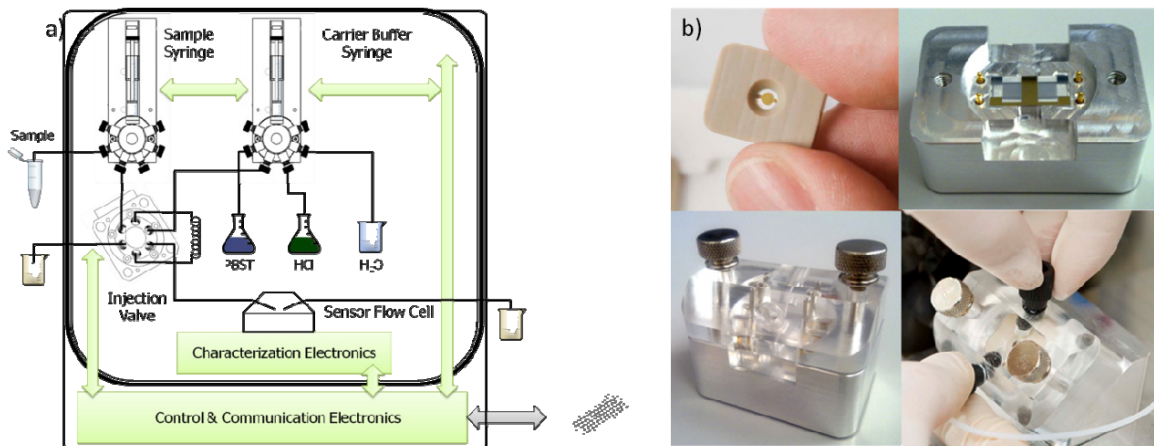 a)
Sample
Syringe
Carrier Buffer
Syringe
Sample
PBST
HCl
H₂O
Injection
Valve
Sensor Flow Cell
Characterization Electronics
Control & Communication Electronics
b)